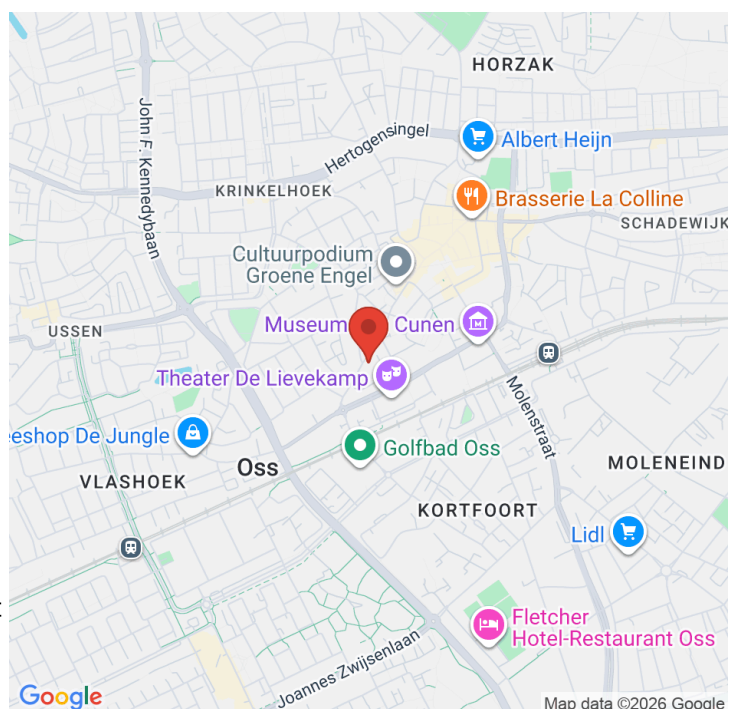 HORZAK
John F. Kennedybaan
Hertogensingel
Albert Heijn
KRINKELHOEK
Brasserie La Colline
SCHADEWIJK
Cultuurpodium
Groene Engel
USSEN
Museum
Cunen
Theater De Lievekamp
Molenstraat
eeshop De Jungle
Golfbad Oss
Oss
VLASHOEK
MOLENEIND
KORTFOORT
Lidl
Fletcher
Hotel-Restaurant Oss
Joannes Zwijsenlaan
Google
Map data ©2026 Google